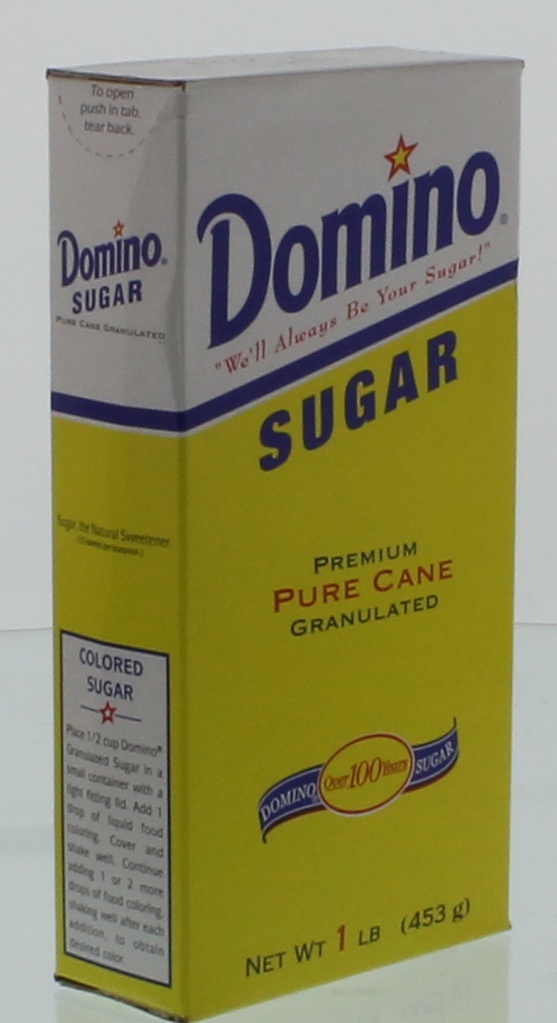 To open
push in tab,
tear back.
Domino®
SUGAR
PURE CANE GRANULATED
Sugar, the Natural Sweetener
(15 calories per teaspoon.)
COLORED
SUGAR
Place 1/2 cup Domino®
Granulated Sugar in a
small container with a
tight fitting lid. Add 1
drop of liquid food
coloring. Cover and
shake well. Continue
adding 1 or 2 more
drops of food coloring,
shaking well after each
addition, to obtain
desired color.
Domino®
"We'll Always Be Your Sugar!"
SUGAR
PREMIUM
PURE CANE
GRANULATED
DOMINO Over 100 Years SUGAR
NET WT 1 LB (453 g)